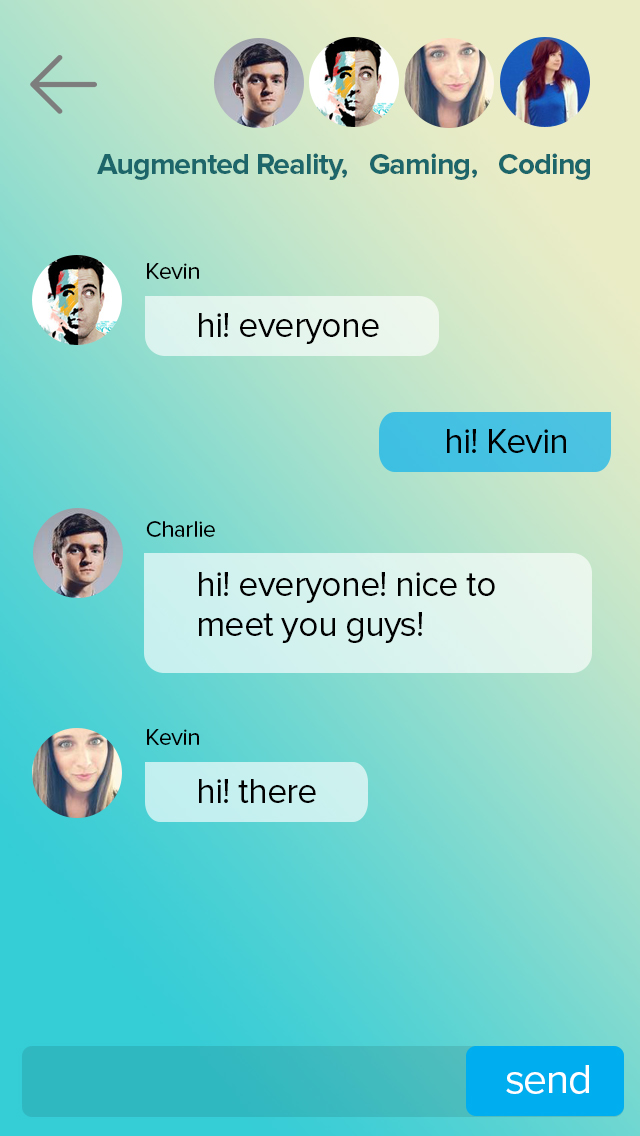 Augmented Reality, Gaming, Coding
Kevin
hi! everyone
hi! Kevin
Charlie
hi! everyone! nice to
meet you guys!
Kevin
hi! there
send